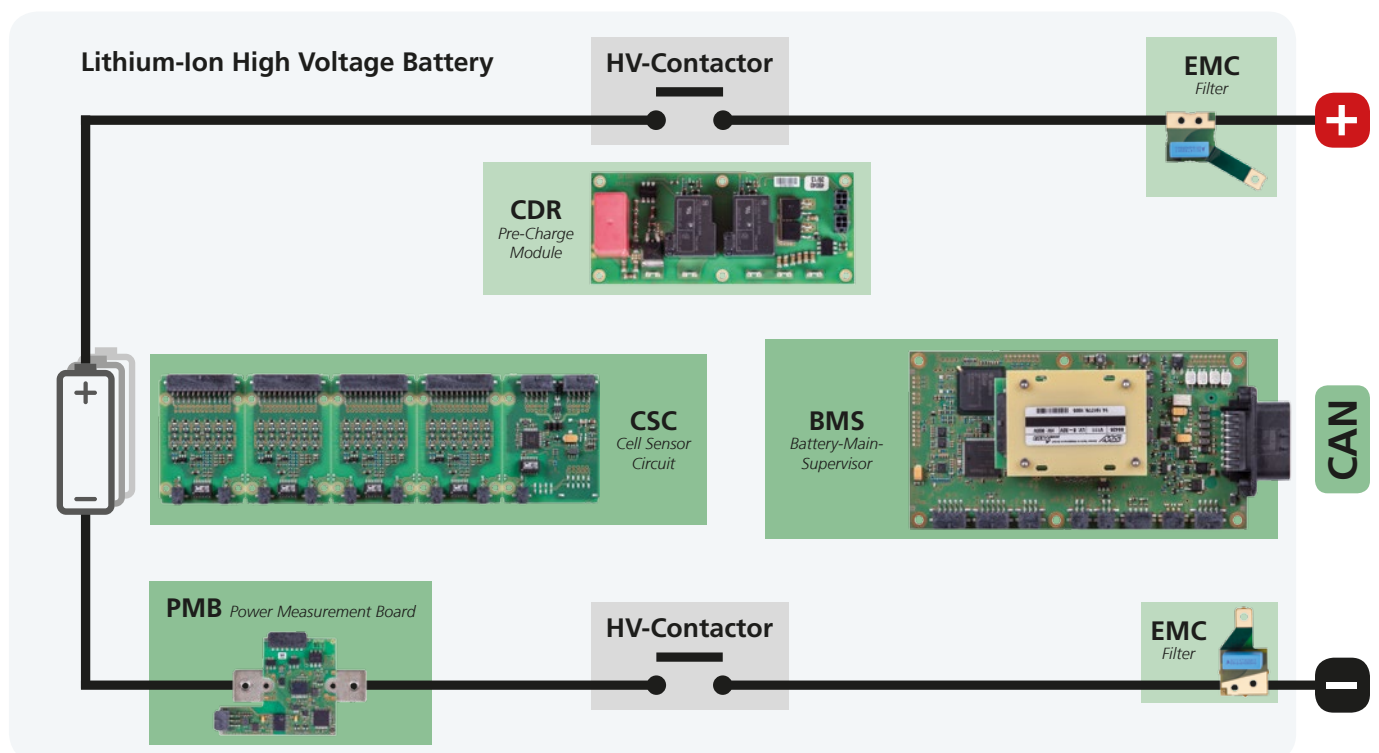 Lithium-Ion High Voltage Battery
HV-Contactor
EMC
Filter
+
CDR
Pre-Charge
Module
+
−
CSC
Cell Sensor
Circuit
BMS
Battery-Main-
Supervisor
CAN
PMB Power Measurement Board
HV-Contactor
EMC
Filter
−